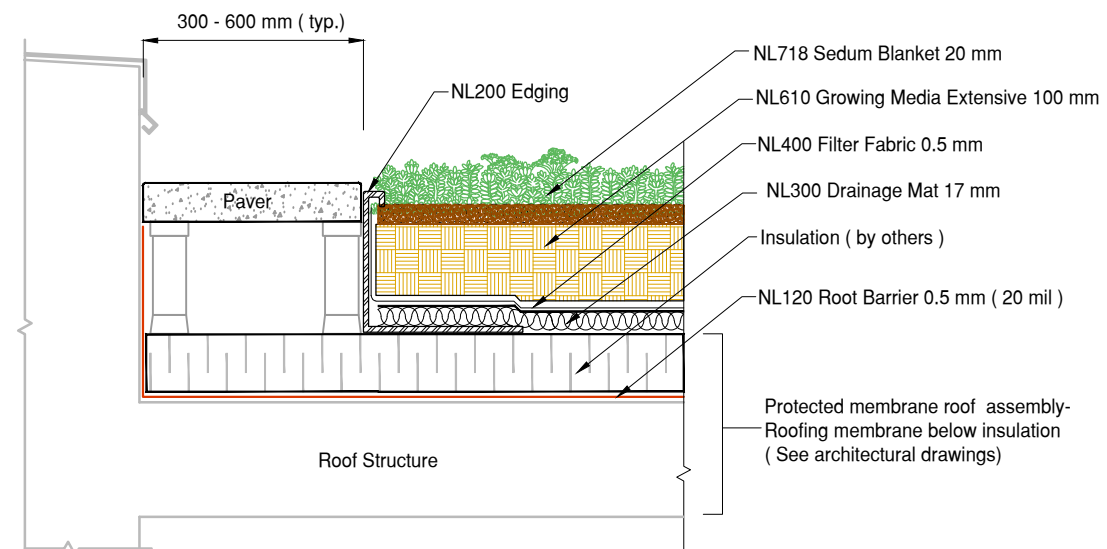 300 - 600 mm ( typ.)
NL718 Sedum Blanket 20 mm
NL200 Edging
NL610 Growing Media Extensive 100 mm
NL400 Filter Fabric 0.5 mm
NL300 Drainage Mat 17 mm
Paver
Insulation ( by others )
NL120 Root Barrier 0.5 mm ( 20 mil )
Protected membrane roof assembly-
Roofing membrane below insulation
( See architectural drawings)
Roof Structure